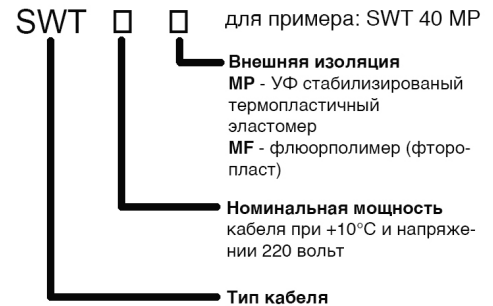 SWT для примера: SWT 40 MP
Внешняя изоляция
MP - УФ стабилизированый
термопластичный
эластомер
MF - флюорполимер (фторо-
пласт)
Номинальная мощность
кабеля при +10°C и напряже-
нии 220 вольт
Тип кабеля